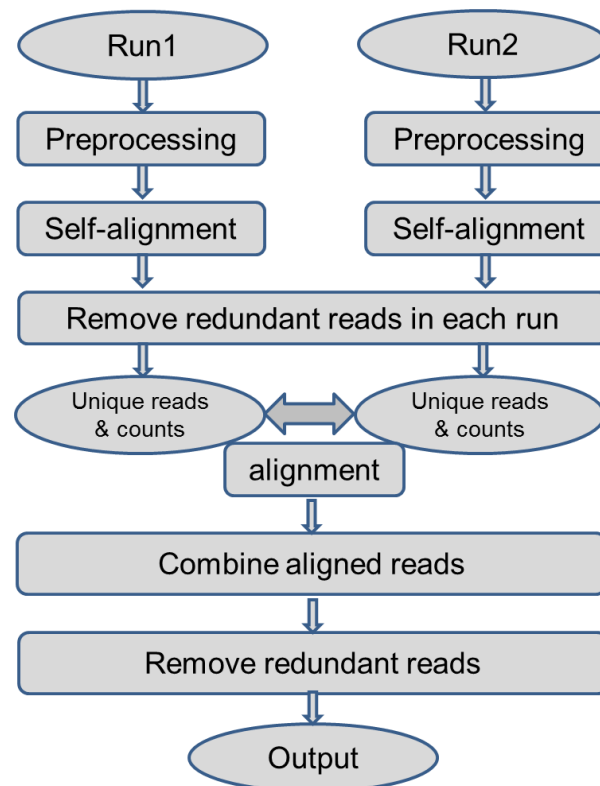 Run1
Run2
Preprocessing
Preprocessing
Self-alignment
Self-alignment
Remove redundant reads in each run
Unique reads
& counts
Unique reads
& counts
alignment
Combine aligned reads
Remove redundant reads
Output